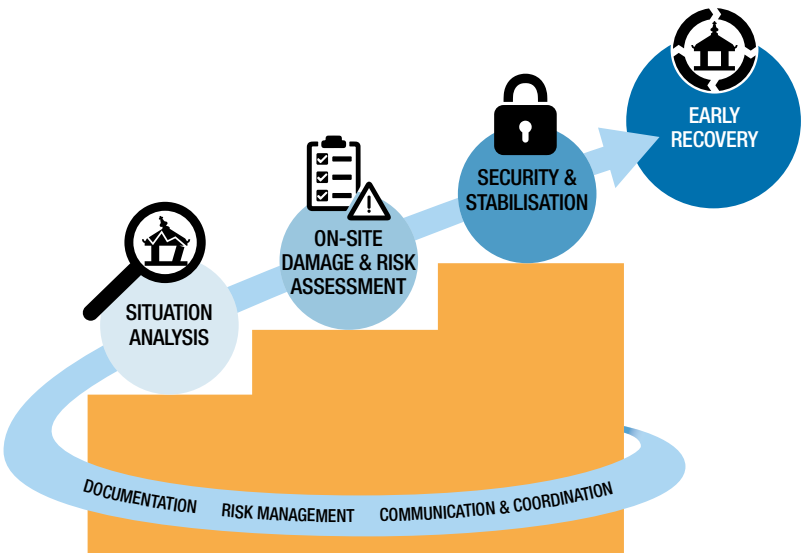 EARLY
RECOVERY
SECURITY &
STABILISATION
ON-SITE
DAMAGE & RISK
ASSESSMENT
SITUATION
ANALYSIS
DOCUMENTATION RISK MANAGEMENT COMMUNICATION & COORDINATION